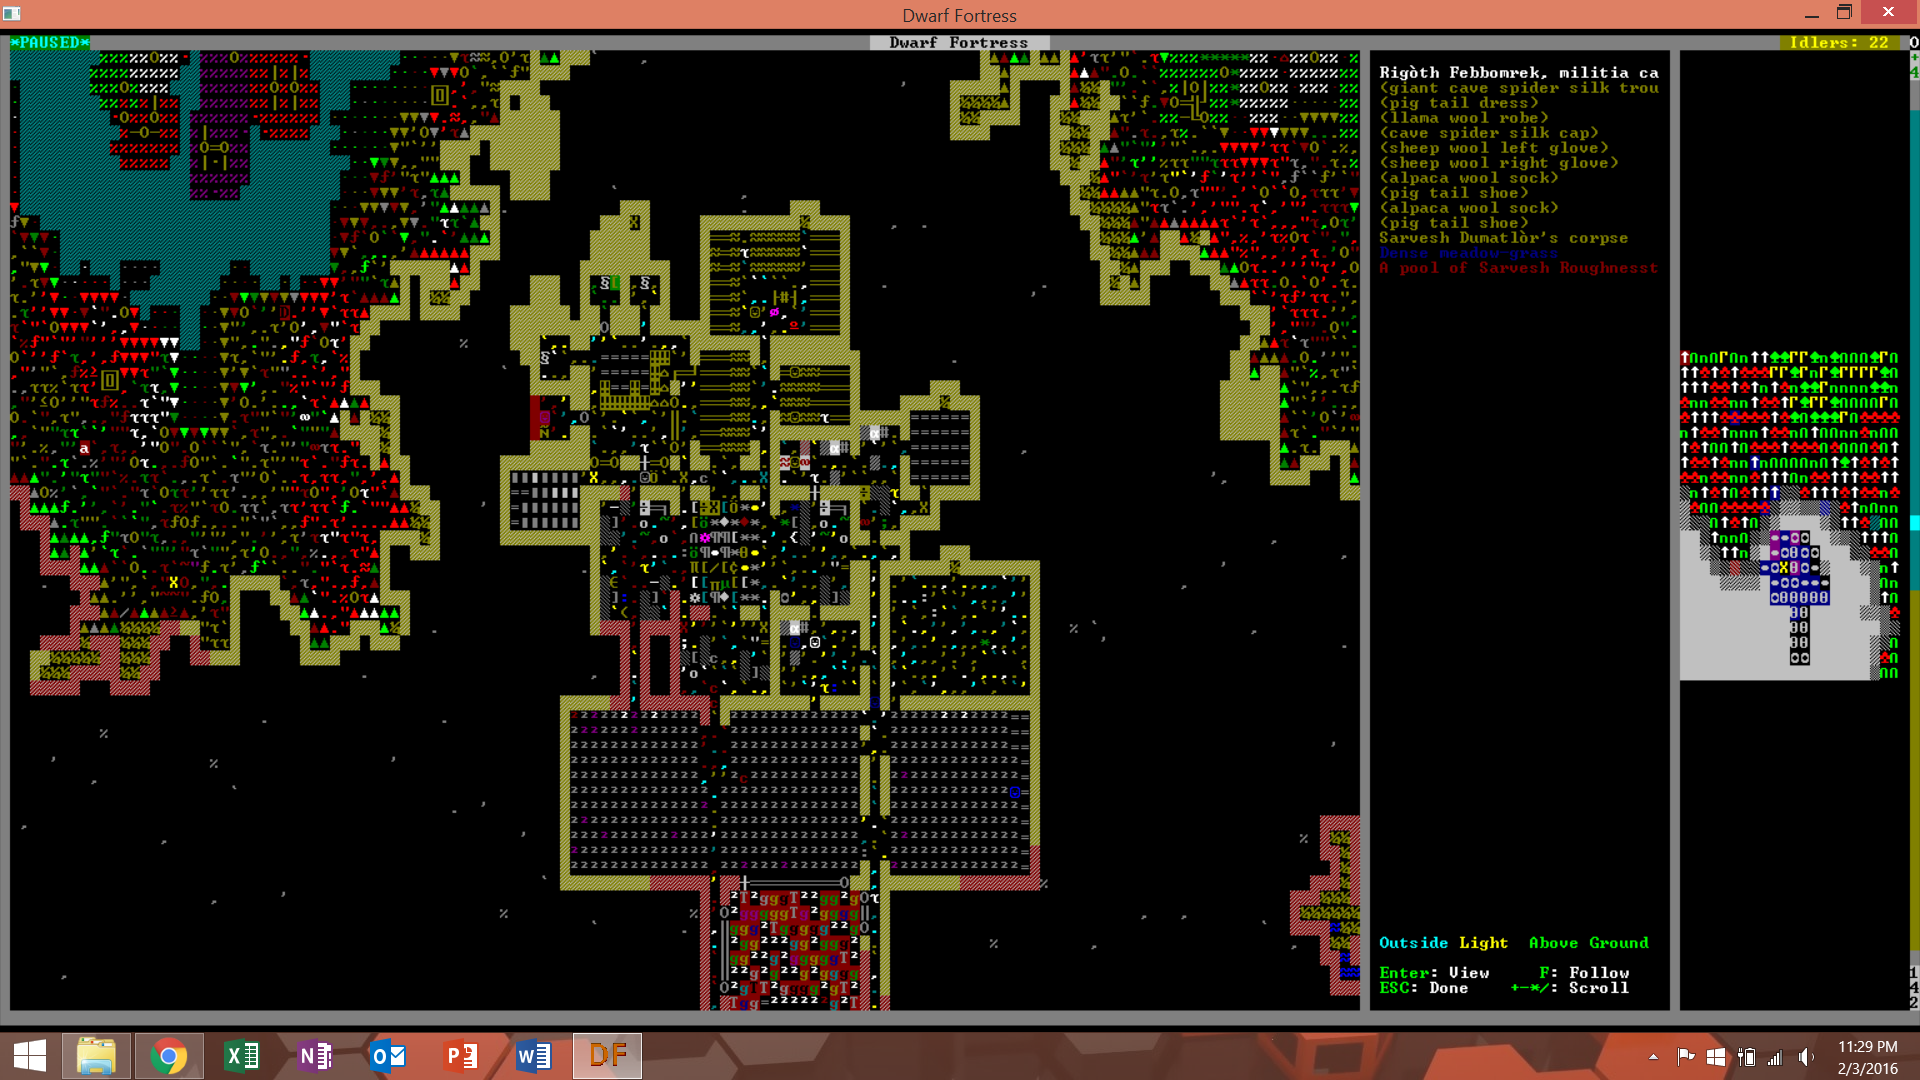 Dwarf Fortress
*PAUSED*
Dwarf Fortress
Idlers: 22
Rigòth Febbomrek, militia ca
(giant cave spider silk trou
(pig tail dress)
(llama wool robe)
(cave spider silk cap)
(sheep wool left glove)
(sheep wool right glove)
(alpaca wool sock)
(pig tail shoe)
(alpaca wool sock)
(pig tail shoe)
Sarvesh Dumatlòr's corpse
Dense meadow-grass
A pool of Sarvesh Roughnesst
Outside Light Above Ground
Enter: View F: Follow
ESC: Done +-*/: Scroll
DF
11:29 PM
2/3/2016